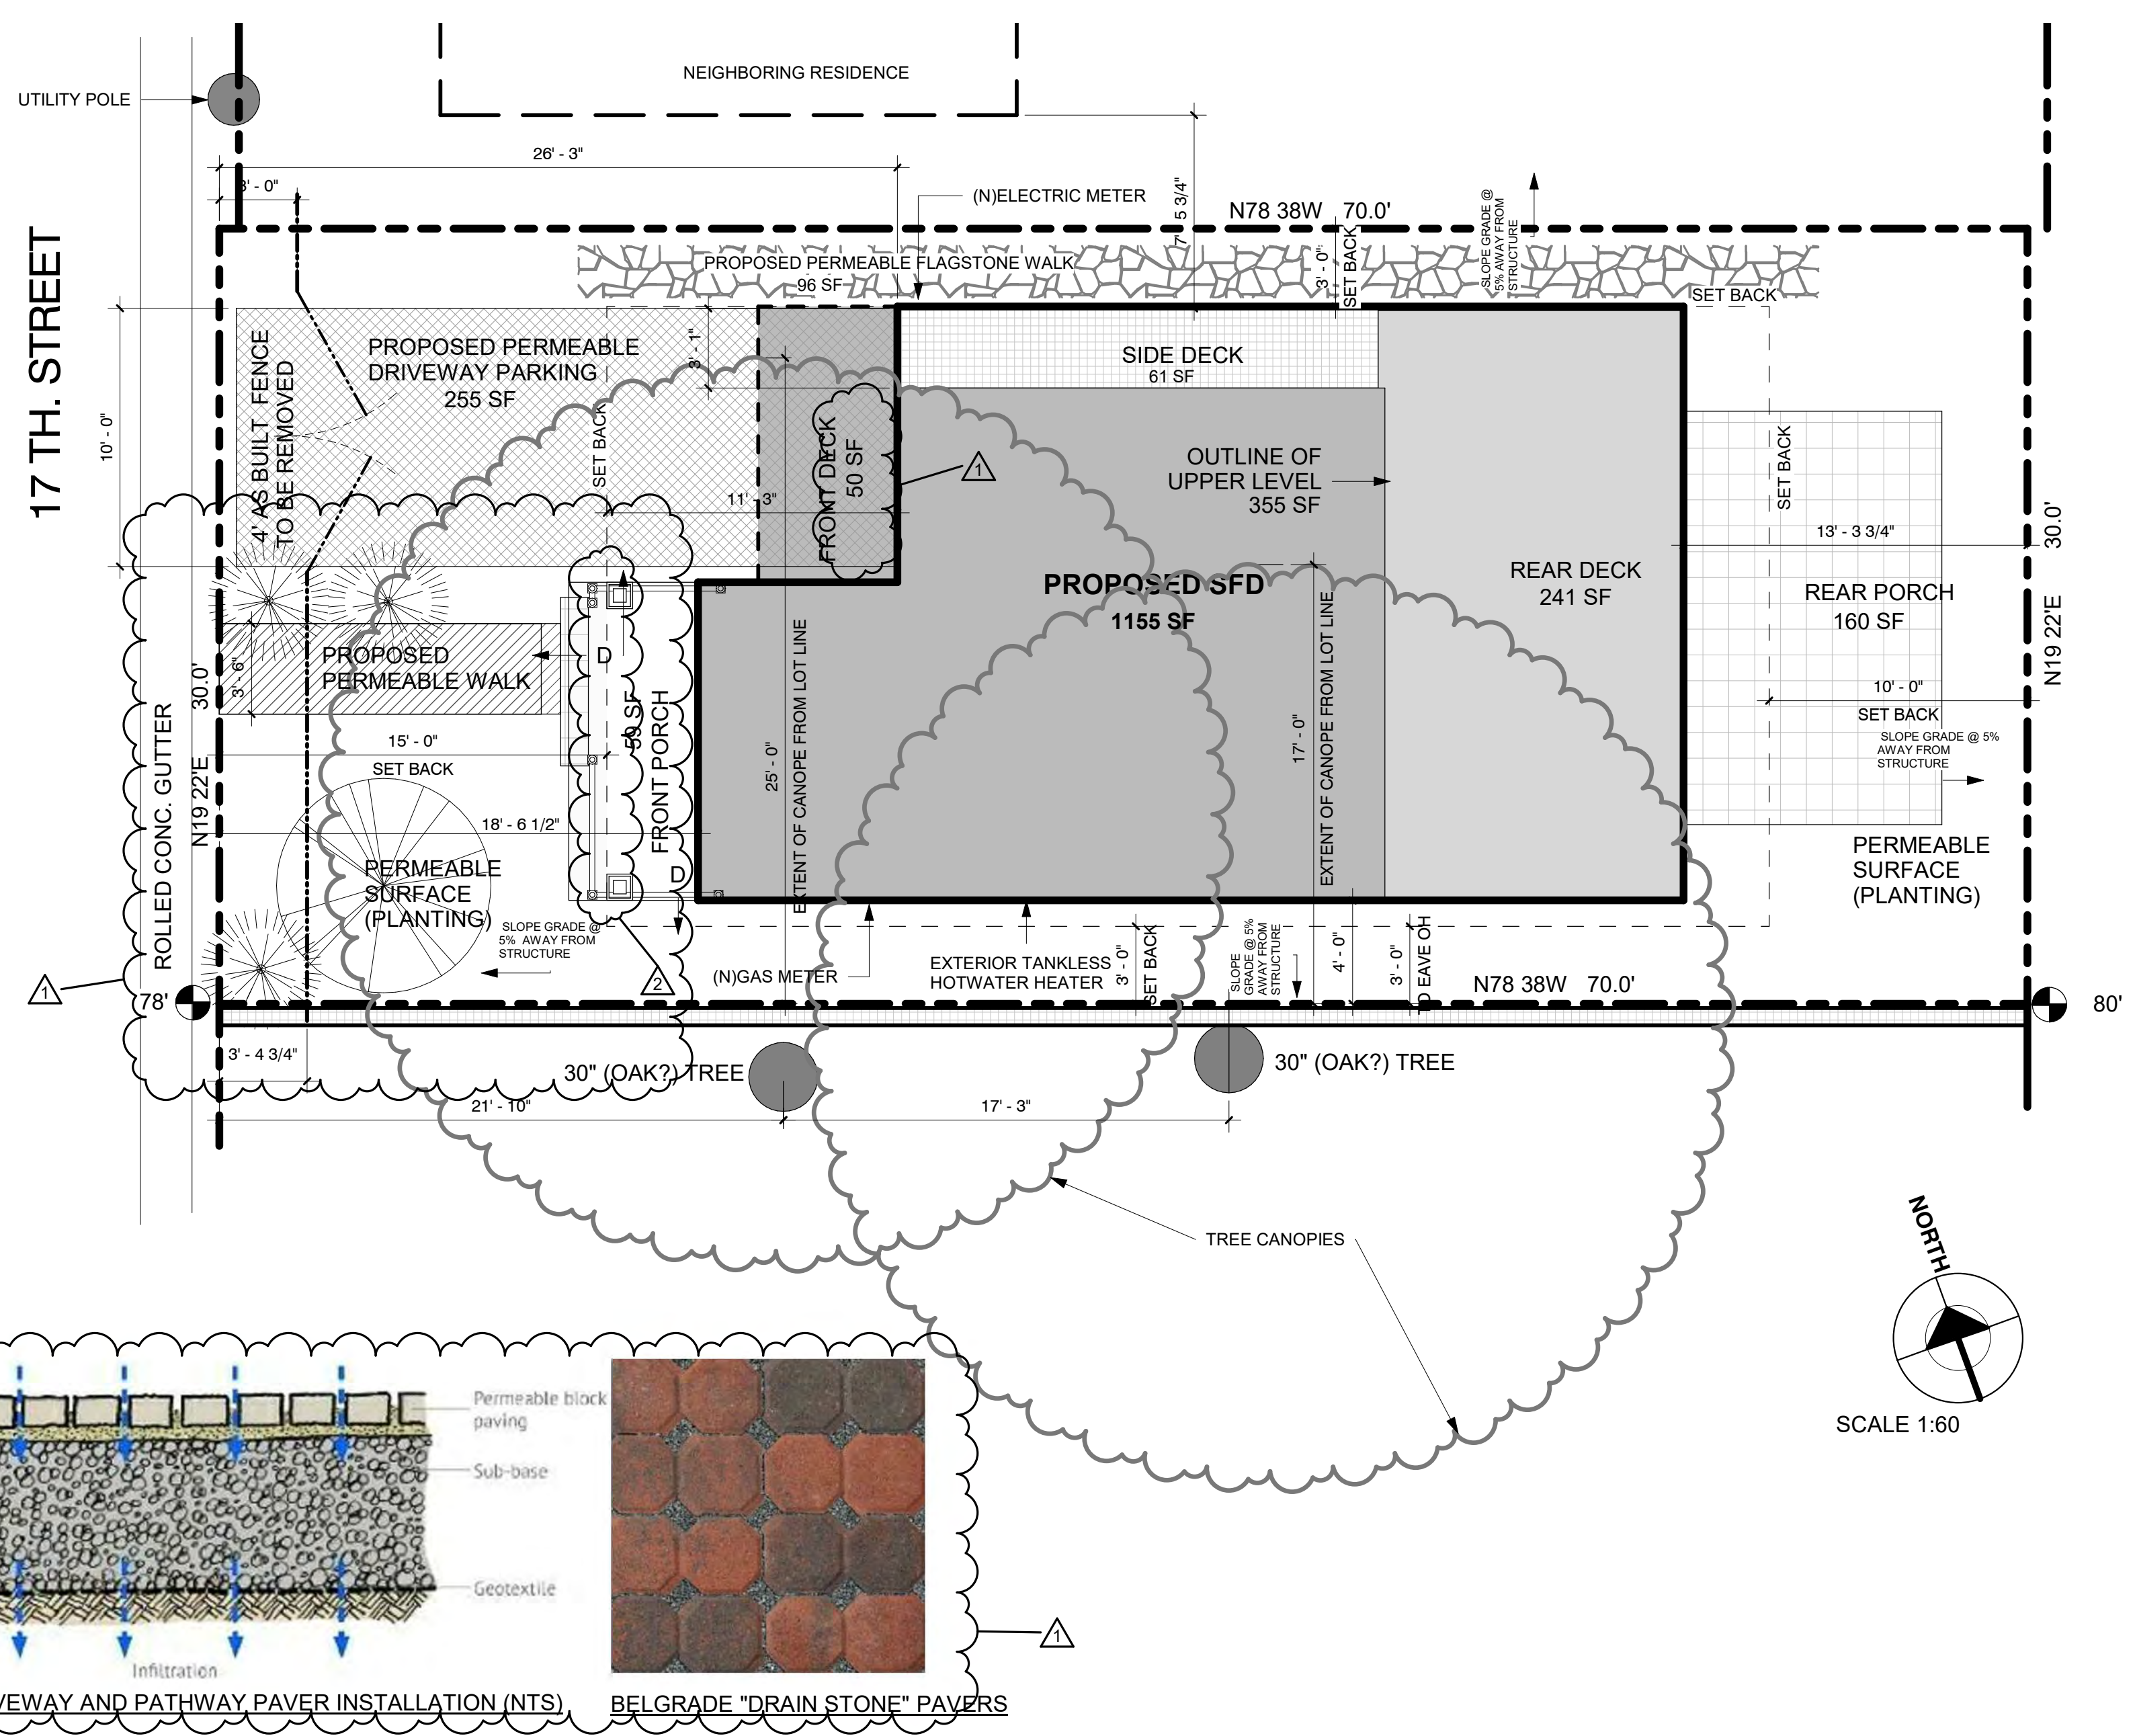 NEIGHBORING RESIDENCE
UTILITY POLE
26' - 3"
3' - 0"
(N)ELECTRIC METER
7' - 5 3/4"
N78 38W 70.0'
SLOPE GRADE @
5% AWAY FROM
STRUCTURE
17 TH. STREET
PROPOSED PERMEABLE FLAGSTONE WALK
96 SF
3' - 0"
SET BACK
SET BACK
4' AS BUILT FENCE
TO BE REMOVED
PROPOSED PERMEABLE
DRIVEWAY PARKING
255 SF
3' - 1"
SIDE DECK
61 SF
10' - 0"
SET BACK
FRONT DECK
50 SF
1
OUTLINE OF
UPPER LEVEL
355 SF
SET BACK
11' - 3"
13' - 3 3/4"
30.0'
PROPOSED SFD
1155 SF
REAR DECK
241 SF
REAR PORCH
160 SF
N19 22'E
PROPOSED
PERMEABLE WALK
3' - 6"
D
30.0'
59 SF
FRONT PORCH
10' - 0"
SET BACK
SLOPE GRADE @ 5%
AWAY FROM
STRUCTURE
15' - 0"
SET BACK
25' - 0"
EXTENT OF CANOPE FROM LOT LINE
17' - 0"
EXTENT OF CANOPE FROM LOT LINE
ROLLED CONC. GUTTER
N19 22'E
18' - 6 1/2"
PERMEABLE
SURFACE
(PLANTING)
D
PERMEABLE
SURFACE
(PLANTING)
SLOPE GRADE @
5% AWAY FROM
STRUCTURE
2
(N)GAS METER
EXTERIOR TANKLESS
HOTWATER HEATER
3' - 0"
SET BACK
SLOPE
GRADE @ 5%
AWAY FROM
STRUCTURE
4' - 0"
3' - 0"
TO EAVE OH
N78 38W 70.0'
1
78'
80'
3' - 4 3/4"
30" (OAK?) TREE
30" (OAK?) TREE
21' - 10"
17' - 3"
TREE CANOPIES
NORTH
SCALE 1:60
Permeable block
paving
Sub-base
Geotextile
Infiltration
1
VEWAY AND PATHWAY PAVER INSTALLATION (NTS)
BELGRADE "DRAIN STONE" PAVERS